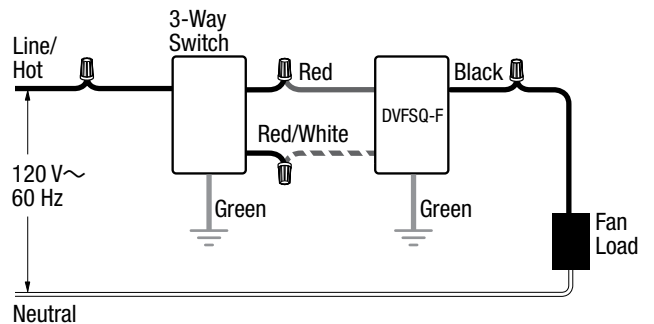 3-Way
Switch
Line/
Hot
Red
Black
DVFSQ-F
Red/White
120 V~
60 Hz
Green
Green
Fan
Load
Neutral